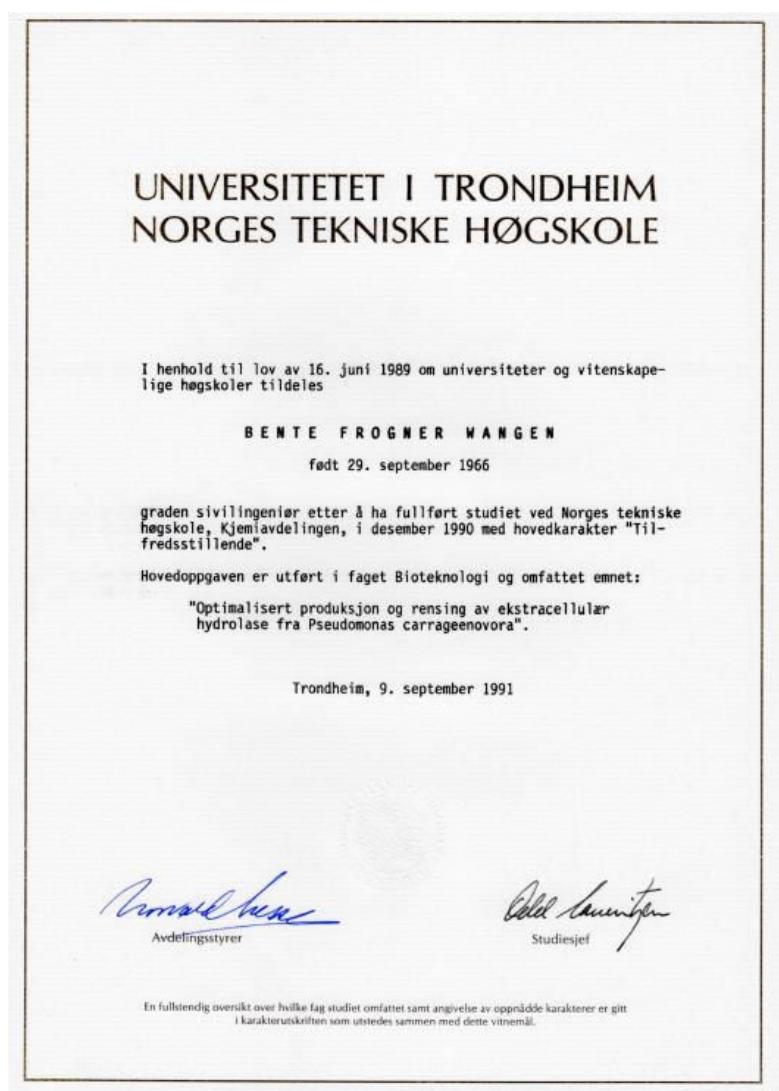 UNIVERSITETET I TRONDHEIM
NORGES TEKNISKE HØGSKOLE
I henhold til lov av 16. juni 1989 om universiteter og vitenskape-
lige høgskoler tildeles
BENTE FROGNER WANGEN
født 29. september 1966
graden sivilingeniør etter å ha fullført studiet ved Norges tekniske
høgskole, Kjemiavdelingen, i desember 1990 med hovedkarakter "Til-
fredsstillende".
Hovedoppgaven er utført i faget Bioteknologi og omfattet emnet:
"Optimalisert produksjon og rensing av ekstracellulær
hydrolase fra Pseudomonas carrageenovora".
Trondheim, 9. september 1991
Avdelingsstyrer
Studiesjef
En fullstendig oversikt over hvilke fag studiet omfattet samt angivelse av oppnådde karakterer er gitt
i karakterutskriften som utstedes sammen med dette vitnemål.